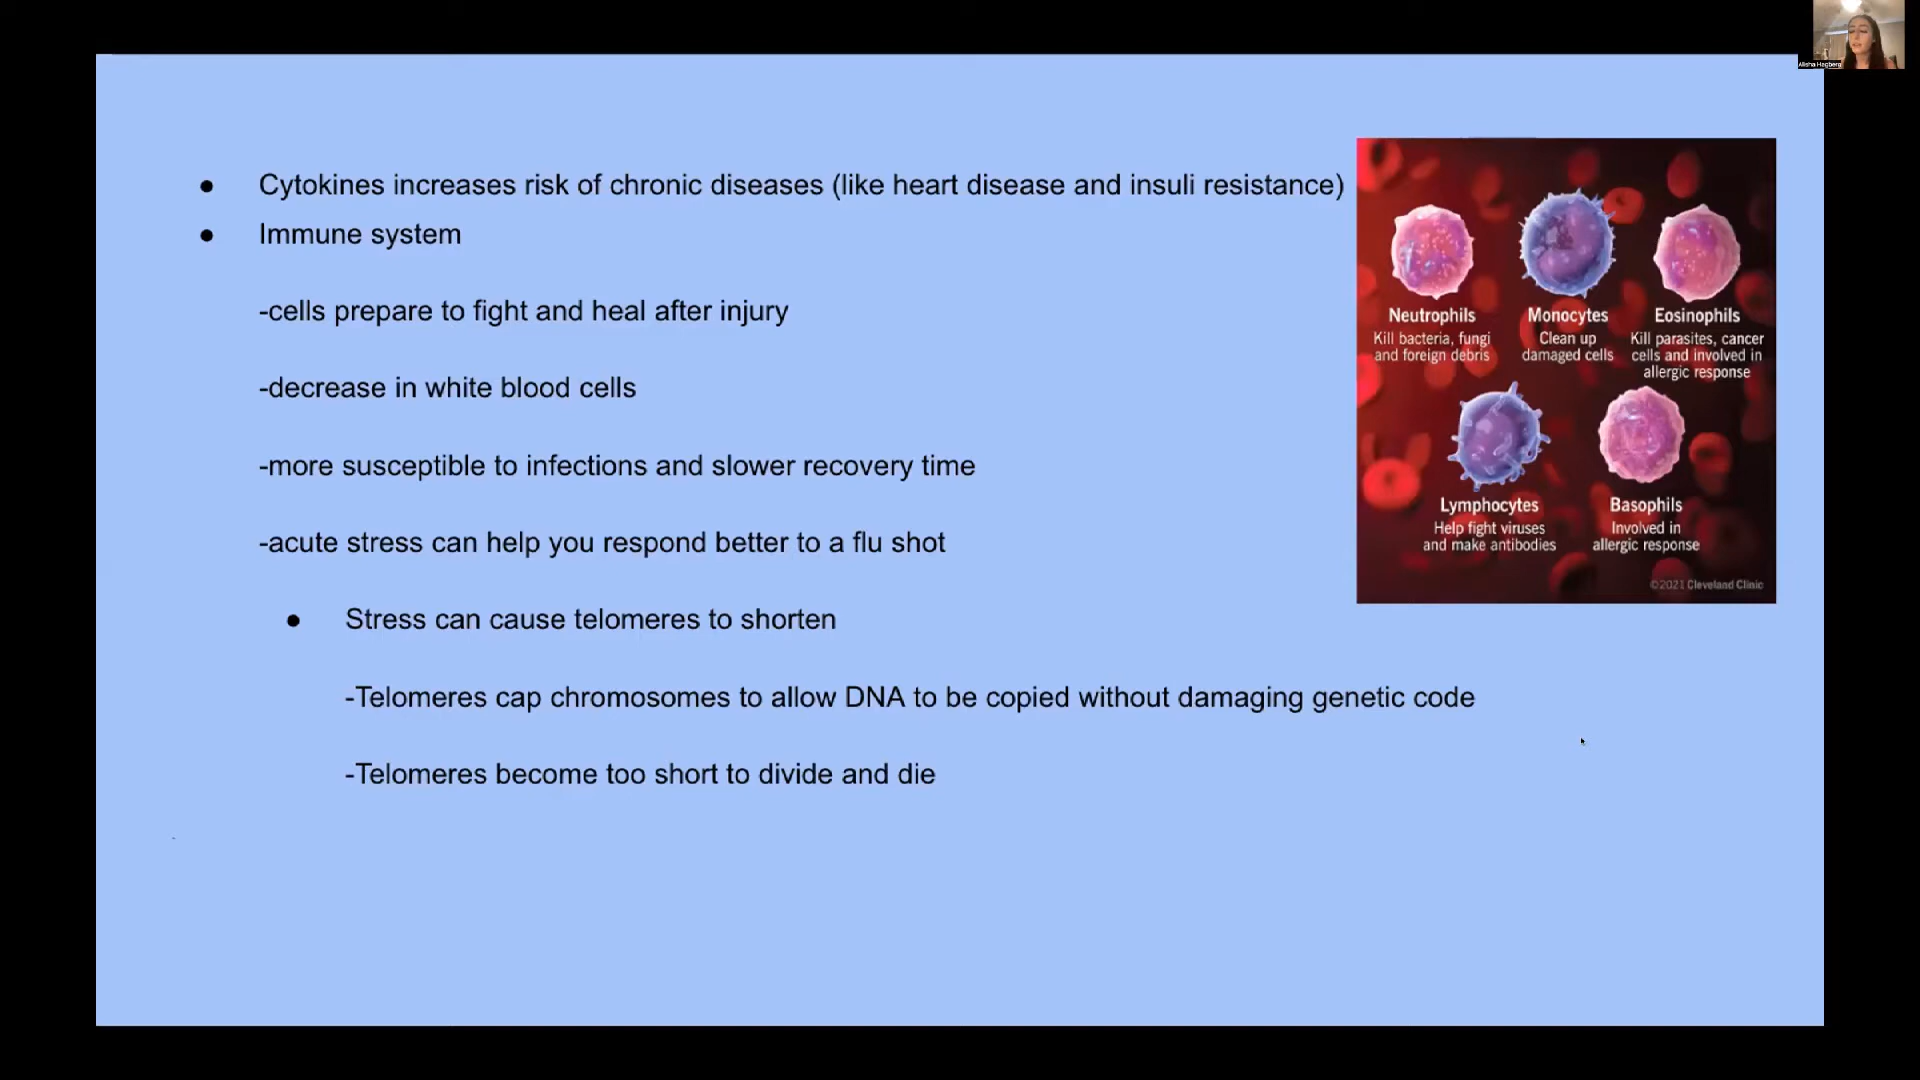 Alisha Hagberg
● Cytokines increases risk of chronic diseases (like heart disease and insuli resistance)
● Immune system
-cells prepare to fight and heal after injury
-decrease in white blood cells
-more susceptible to infections and slower recovery time
-acute stress can help you respond better to a flu shot
● Stress can cause telomeres to shorten
-Telomeres cap chromosomes to allow DNA to be copied without damaging genetic code
-Telomeres become too short to divide and die
Neutrophils
Kill bacteria, fungi
and foreign debris
Monocytes
Clean up
damaged cells
Eosinophils
Kill parasites, cancer
cells and involved in
allergic response
Lymphocytes
Help fight viruses
and make antibodies
Basophils
Involved in
allergic response
©2021 Cleveland Clinic